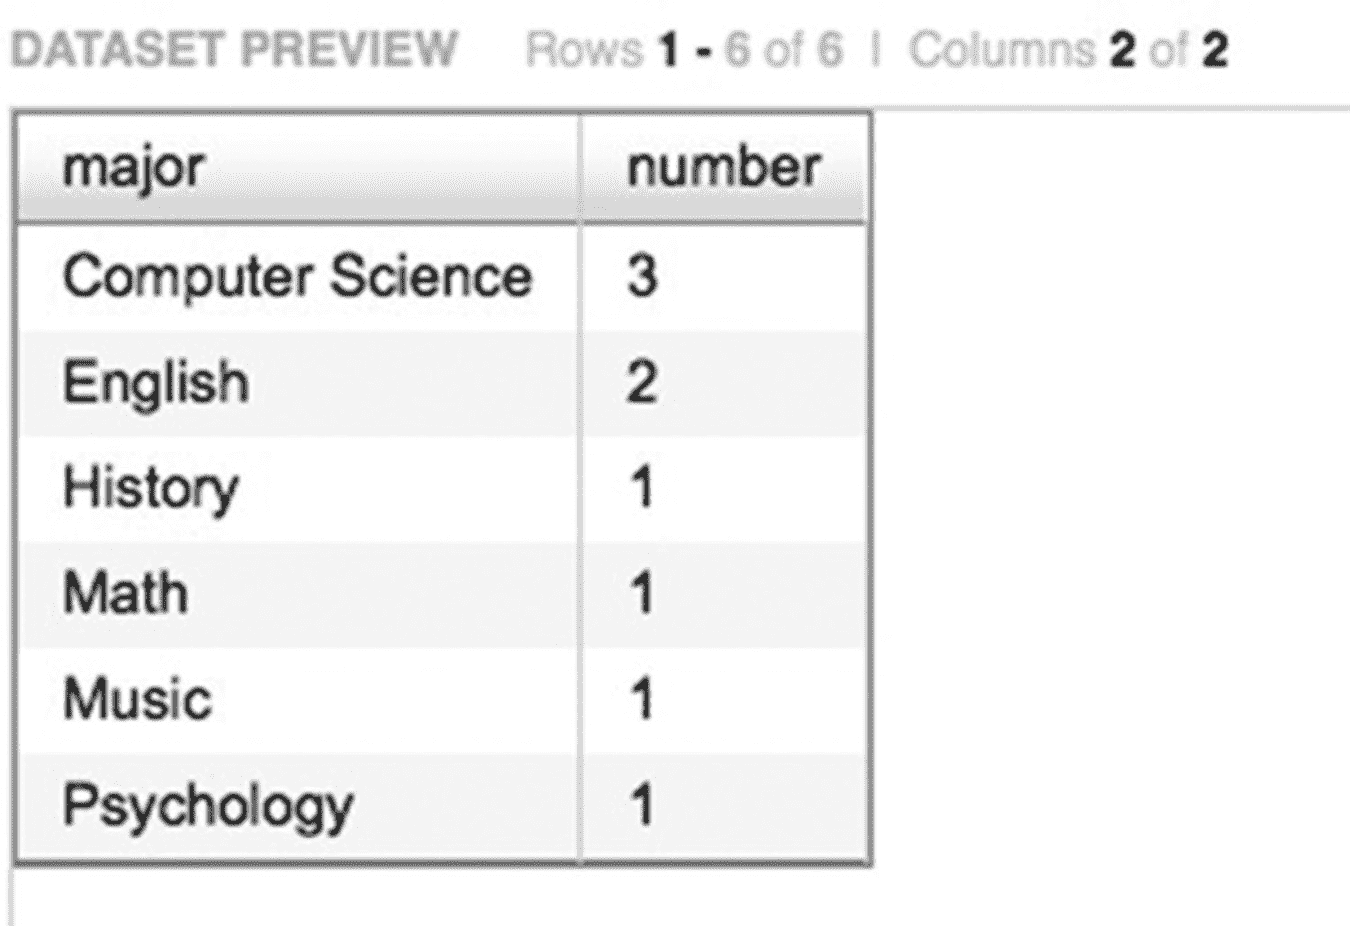 DATASET PREVIEW Rows 1 - 6 of 6 | Columns 2 of 2
major number
Computer Science 3
English 2
History 1
Math 1
Music 1
Psychology 1